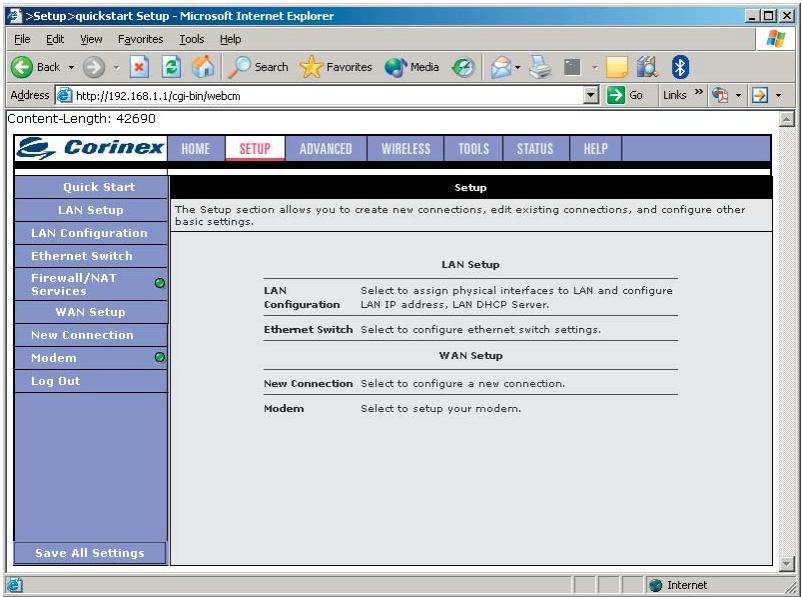 >Setup>quickstart Setup - Microsoft Internet Explorer
File Edit View Favorites Tools Help
Back Search Favorites Media
Address http://192.168.1.1/cgi-bin/webcm Go Links »
Content-Length: 42690
Corinex HOME SETUP ADVANCED WIRELESS TOOLS STATUS HELP
Quick Start
LAN Setup
LAN Configuration
Ethernet Switch
Firewall/NAT
Services
WAN Setup
New Connection
Modem
Log Out
Save All Settings
Setup
The Setup section allows you to create new connections, edit existing connections, and configure other
basic settings.
LAN Setup
LAN Select to assign physical interfaces to LAN and configure
Configuration LAN IP address, LAN DHCP Server.
Ethernet Switch Select to configure ethernet switch settings.
WAN Setup
New Connection Select to configure a new connection.
Modem Select to setup your modem.
Internet